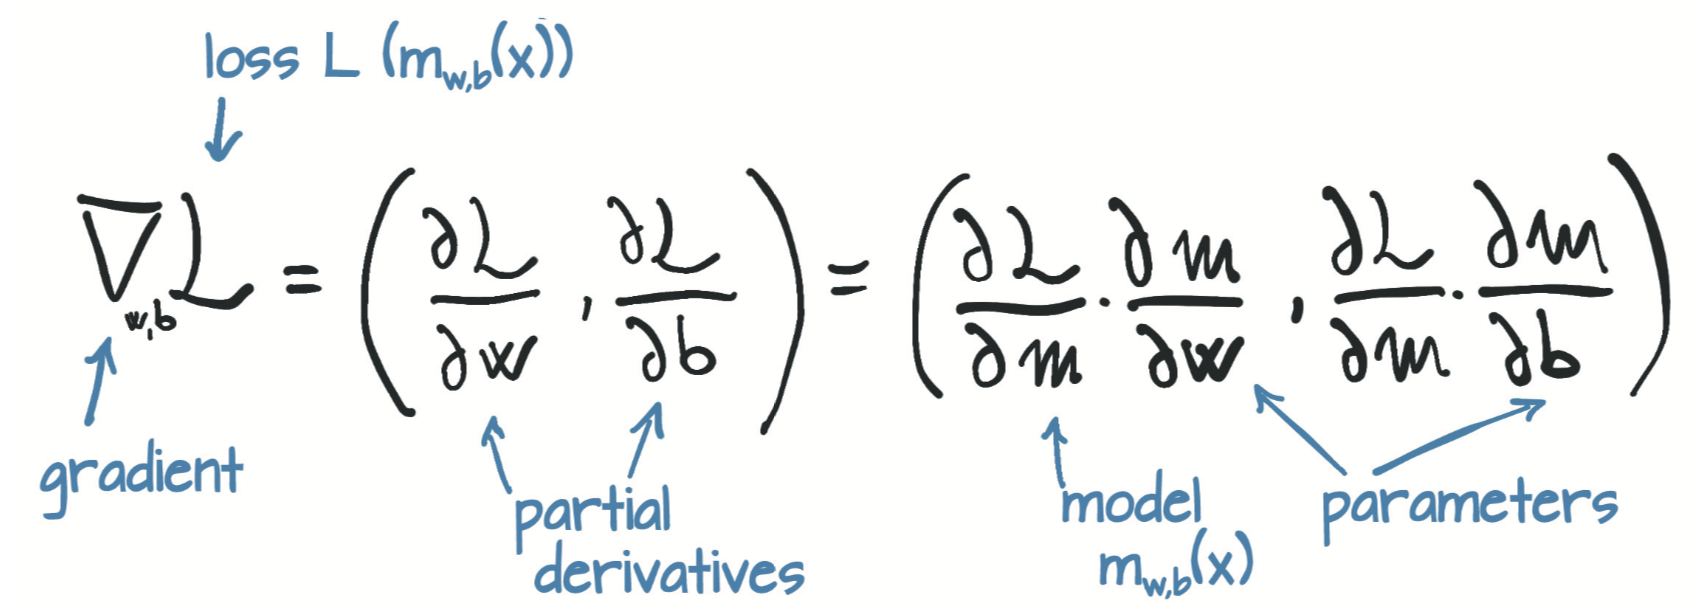 loss L (m_w,b(x))
∇_w,b L = (∂L/∂w , ∂L/∂b) = (∂L/∂m · ∂m/∂w , ∂L/∂m · ∂m/∂b)
gradient
partial
derivatives
model
m_w,b(x)
parameters